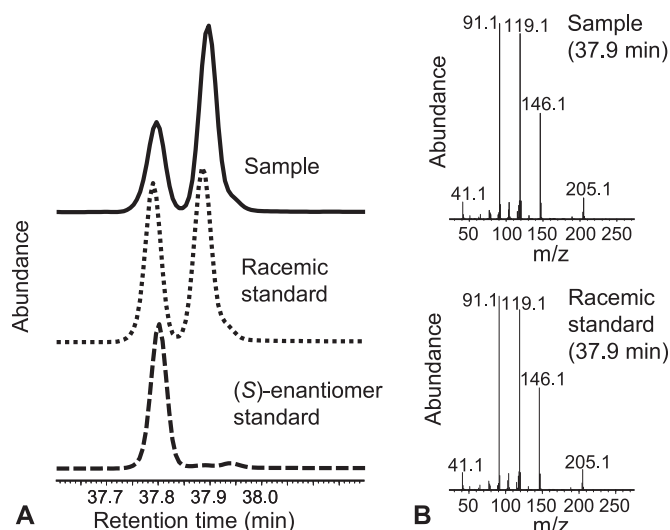 Abundance
Sample
Racemic
standard
(S)-enantiomer
standard
37.7 37.8 37.9 38.0
Retention time (min)
A
Abundance
91.1
119.1
146.1
41.1
205.1
Sample
(37.9 min)
50 100 150 200 250
m/z
Abundance
91.1
119.1
146.1
41.1
205.1
Racemic
standard
(37.9 min)
50 100 150 200 250
m/z
B